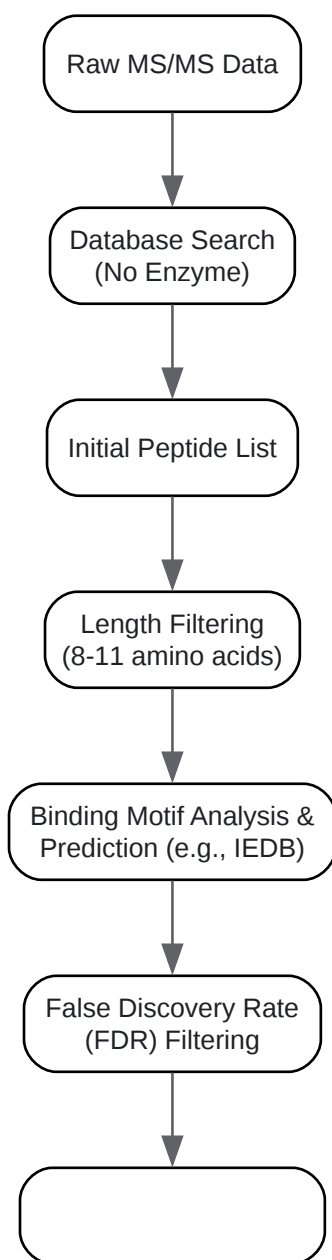 Raw MS/MS Data
Database Search
(No Enzyme)
Initial Peptide List
Length Filtering
(8-11 amino acids)
Binding Motif Analysis &
Prediction (e.g., IEDB)
False Discovery Rate
(FDR) Filtering